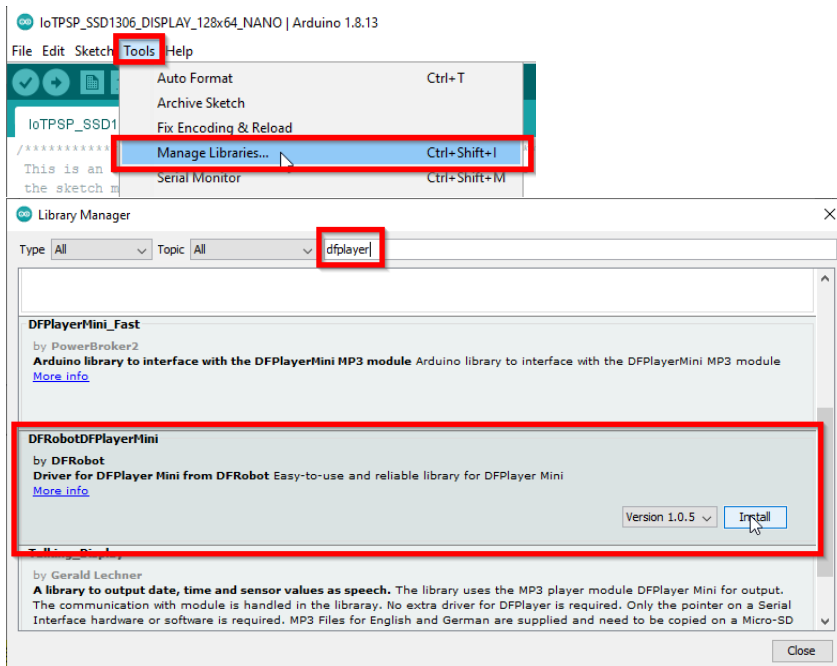 IoTPSP_SSD1306_DISPLAY_128x64_NANO | Arduino 1.8.13
File Edit Sketch Tools Help
Auto Format Ctrl+T
Archive Sketch
IoTPSP_SSD1
Fix Encoding & Reload
/***********
Manage Libraries... Ctrl+Shift+I
This is an
Serial Monitor Ctrl+Shift+M
the sketch m
Library Manager
Type All Topic All dfplayer
DFPlayerMini_Fast
by PowerBroker2
Arduino library to interface with the DFPlayerMini MP3 module Arduino library to interface with the DFPlayerMini MP3 module
More info
DFRobotDFPlayerMini
by DFRobot
Driver for DFPlayer Mini from DFRobot Easy-to-use and reliable library for DFPlayer Mini
More info
Version 1.0.5 Install
Talking_Display
by Gerald Lechner
A library to output date, time and sensor values as speech. The library uses the MP3 player module DFPlayer Mini for output.
The communication with module is handled in the libraray. No extra driver for DFPlayer is required. Only the pointer on a Serial
Interface hardware or software is required. MP3 Files for English and German are supplied and need to be copied on a Micro-SD
Close